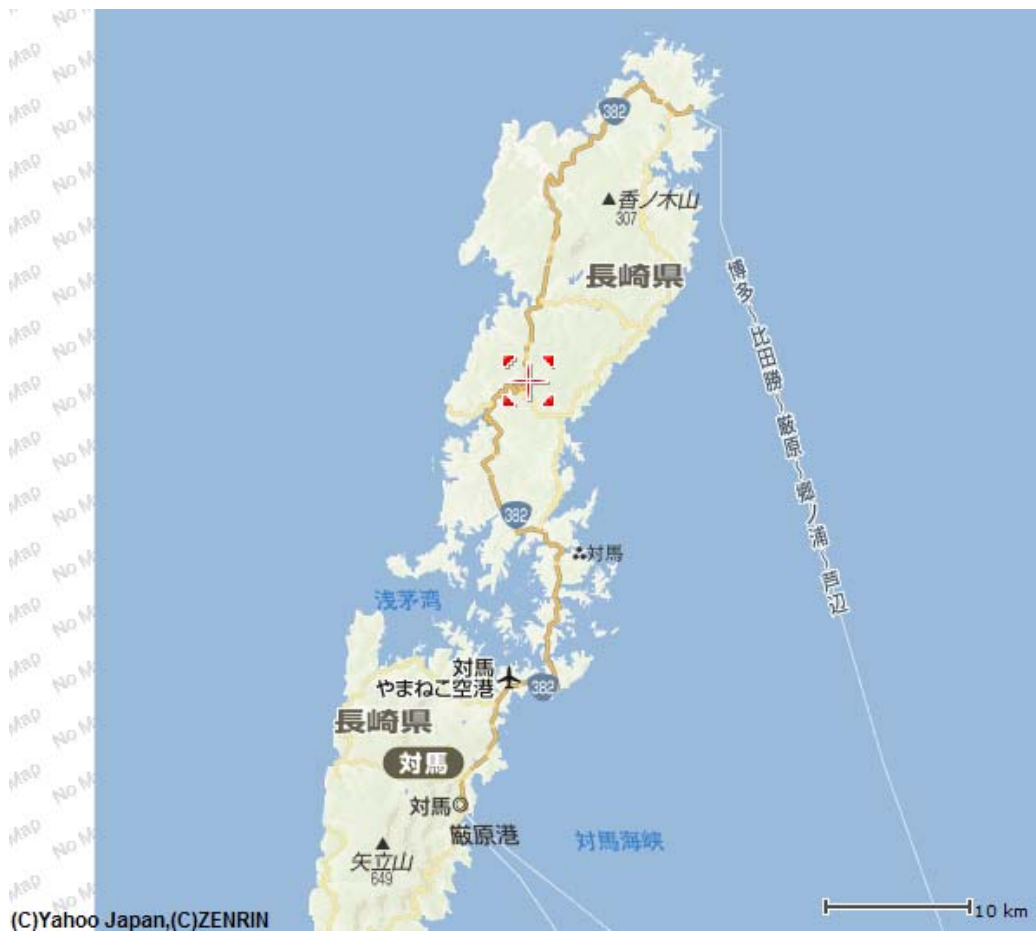 No Map
382
香ノ木山
307
長崎県
博多～比田勝～厳原～郷ノ浦～芦辺
382
対馬
浅茅湾
対馬
やまねこ空港
382
長崎県
対馬
対馬
厳原港
対馬海峡
矢立山
649
10 km
(C)Yahoo Japan,(C)ZENRIN